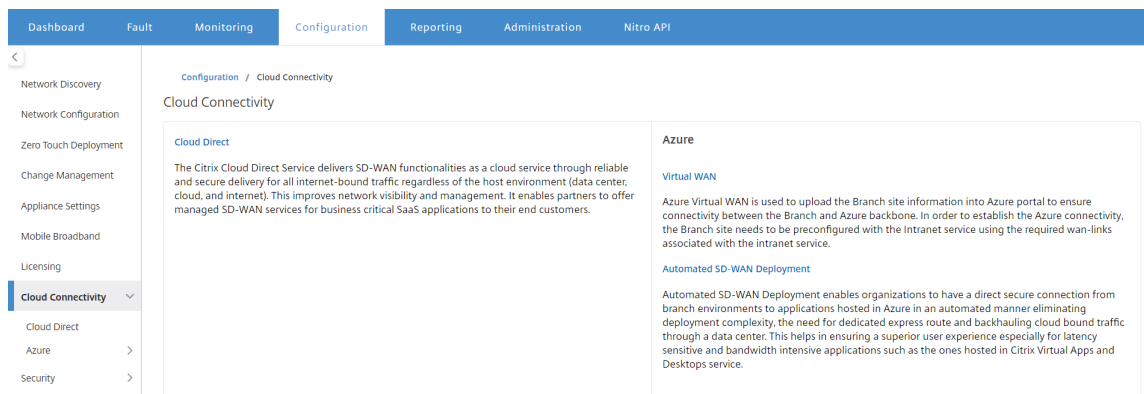 Dashboard Fault Monitoring Configuration Reporting Administration Nitro API
Network Discovery
Network Configuration
Zero Touch Deployment
Change Management
Appliance Settings
Mobile Broadband
Licensing
Cloud Connectivity
Cloud Direct
Azure
Security
Configuration / Cloud Connectivity
Cloud Connectivity
Cloud Direct
The Citrix Cloud Direct Service delivers SD-WAN functionalities as a cloud service through reliable
and secure delivery for all internet-bound traffic regardless of the host environment (data center,
cloud, and internet). This improves network visibility and management. It enables partners to offer
managed SD-WAN services for business critical SaaS applications to their end customers.
Azure
Virtual WAN
Azure Virtual WAN is used to upload the Branch site information into Azure portal to ensure
connectivity between the Branch and Azure backbone. In order to establish the Azure connectivity,
the Branch site needs to be preconfigured with the Intranet service using the required wan-links
associated with the intranet service.
Automated SD-WAN Deployment
Automated SD-WAN Deployment enables organizations to have a direct secure connection from
branch environments to applications hosted in Azure in an automated manner eliminating
deployment complexity, the need for dedicated express route and backhauling cloud bound traffic
through a data center. This helps in ensuring a superior user experience especially for latency
sensitive and bandwidth intensive applications such as the ones hosted in Citrix Virtual Apps and
Desktops service.